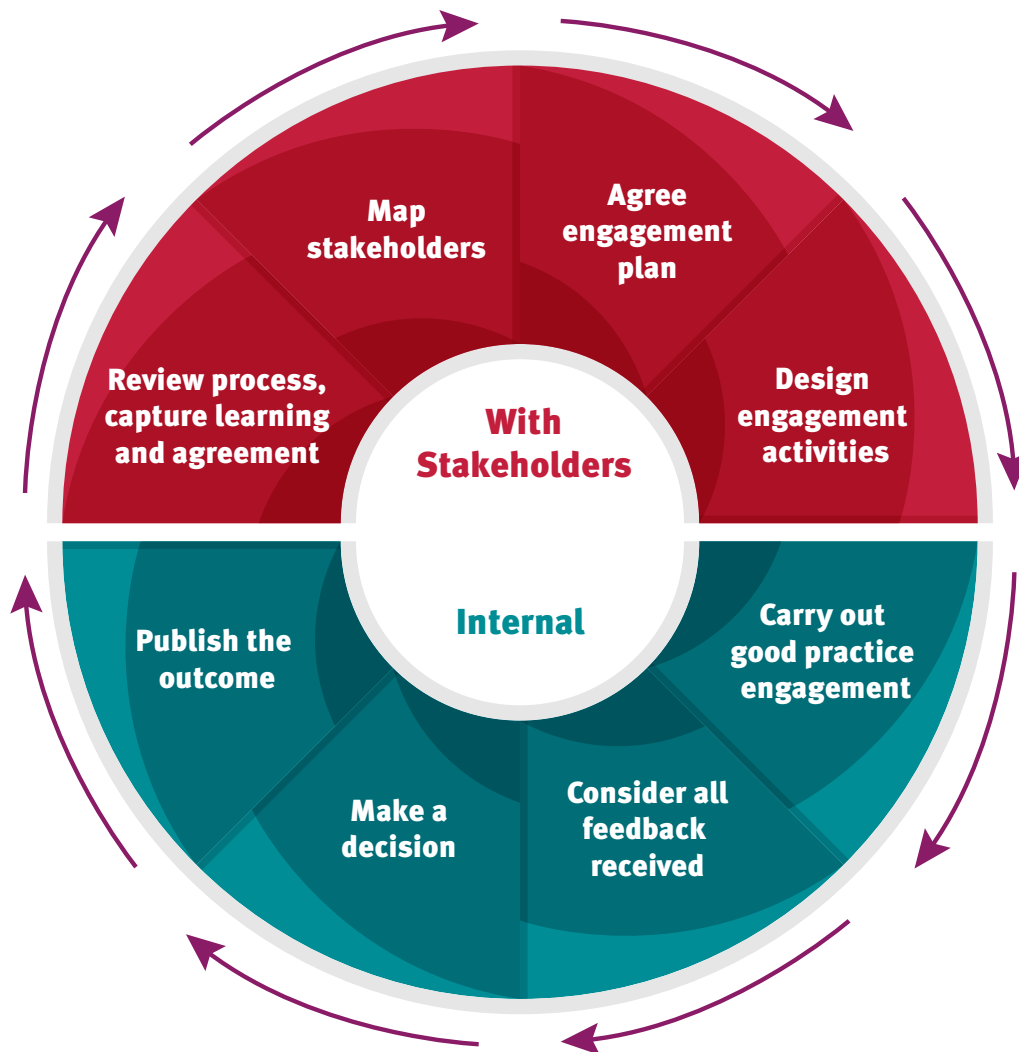 Map
stakeholders
Agree
engagement
plan
Design
engagement
activities
Carry out
good practice
engagement
Consider all
feedback
received
Make a
decision
Publish the
outcome
Review process,
capture learning
and agreement
With
Stakeholders
Internal